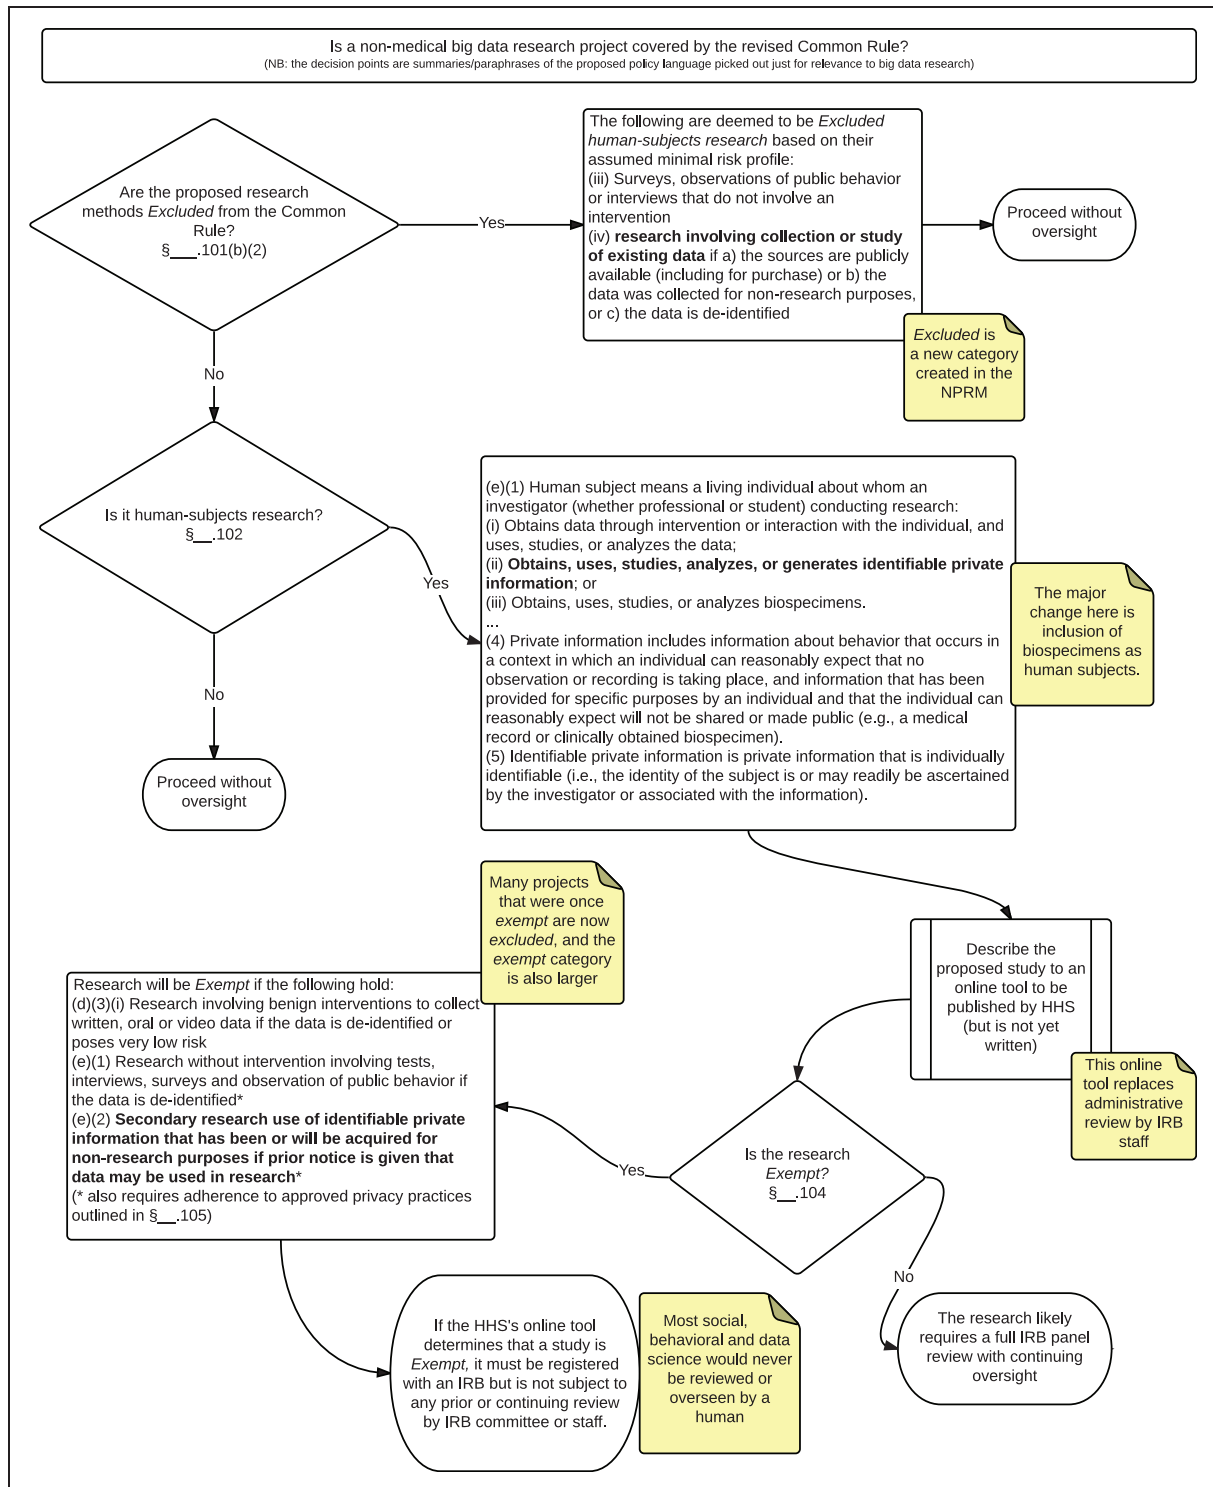 Is a non-medical big data research project covered by the revised Common Rule?
(NB: the decision points are summaries/paraphrases of the proposed policy language picked out just for relevance to big data research)
Are the proposed research
methods Excluded from the Common
Rule?
§___.101(b)(2)
Yes
The following are deemed to be Excluded
human-subjects research based on their
assumed minimal risk profile:
(iii) Surveys, observations of public behavior
or interviews that do not involve an
intervention
(iv) research involving collection or study
of existing data if a) the sources are publicly
available (including for purchase) or b) the
data was collected for non-research purposes,
or c) the data is de-identified
Proceed without
oversight
Excluded is
a new category
created in the
NPRM
No
Is it human-subjects research?
§__.102
Yes
(e)(1) Human subject means a living individual about whom an
investigator (whether professional or student) conducting research:
(i) Obtains data through intervention or interaction with the individual, and
uses, studies, or analyzes the data;
(ii) Obtains, uses, studies, analyzes, or generates identifiable private
information; or
(iii) Obtains, uses, studies, or analyzes biospecimens.
...
(4) Private information includes information about behavior that occurs in
a context in which an individual can reasonably expect that no
observation or recording is taking place, and information that has been
provided for specific purposes by an individual and that the individual can
reasonably expect will not be shared or made public (e.g., a medical
record or clinically obtained biospecimen).
(5) Identifiable private information is private information that is individually
identifiable (i.e., the identity of the subject is or may readily be ascertained
by the investigator or associated with the information).
The major
change here is
inclusion of
biospecimens as
human subjects.
No
Proceed without
oversight
Many projects
that were once
exempt are now
excluded, and the
exempt category
is also larger
Describe the
proposed study to an
online tool to be
published by HHS
(but is not yet
written)
This online
tool replaces
administrative
review by IRB
staff
Research will be Exempt if the following hold:
(d)(3)(i) Research involving benign interventions to collect
written, oral or video data if the data is de-identified or
poses very low risk
(e)(1) Research without intervention involving tests,
interviews, surveys and observation of public behavior if
the data is de-identified*
(e)(2) Secondary research use of identifiable private
information that has been or will be acquired for
non-research purposes if prior notice is given that
data may be used in research*
(* also requires adherence to approved privacy practices
outlined in §__.105)
Yes
Is the research
Exempt?
§__.104
No
If the HHS's online tool
determines that a study is
Exempt, it must be registered
with an IRB but is not subject to
any prior or continuing review
by IRB committee or staff.
Most social,
behavioral and data
science would never
be reviewed or
overseen by a
human
The research likely
requires a full IRB panel
review with continuing
oversight